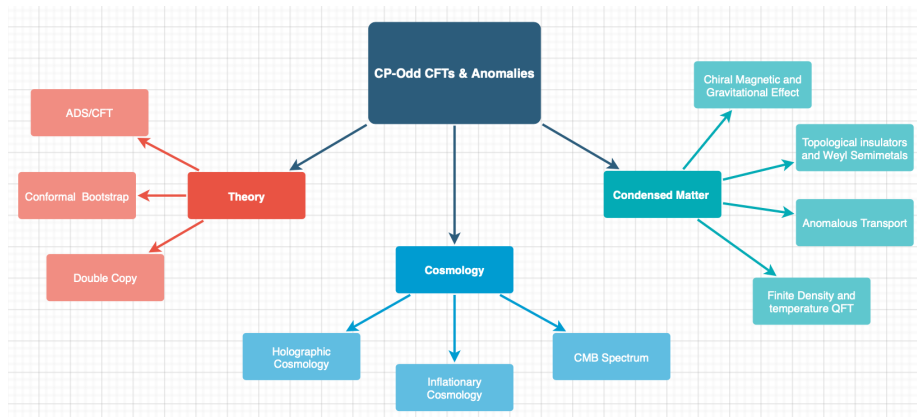 CP-Odd CFTs & Anomalies
Theory
ADS/CFT
Conformal Bootstrap
Double Copy
Cosmology
Holographic
Cosmology
Inflationary
Cosmology
CMB Spectrum
Condensed Matter
Chiral Magnetic and
Gravitational Effect
Topological insulators
and Weyl Semimetals
Anomalous Transport
Finite Density and
temperature QFT